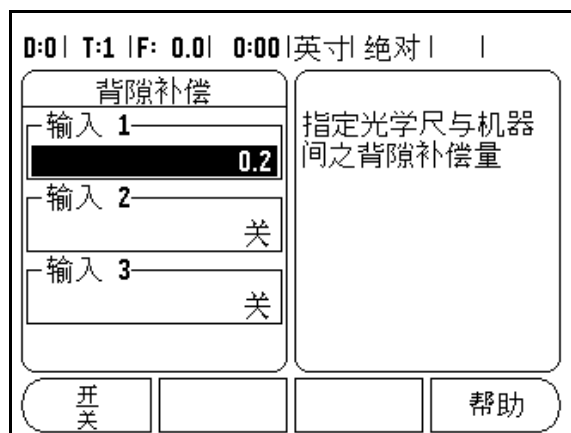 D:0 | T:1 | F: 0.0 | 0:00 | 英寸 | 绝对 | |
背隙补偿
输入 1
0.2
输入 2
关
输入 3
关
指定光学尺与机器
间之背隙补偿量
开
关
帮助